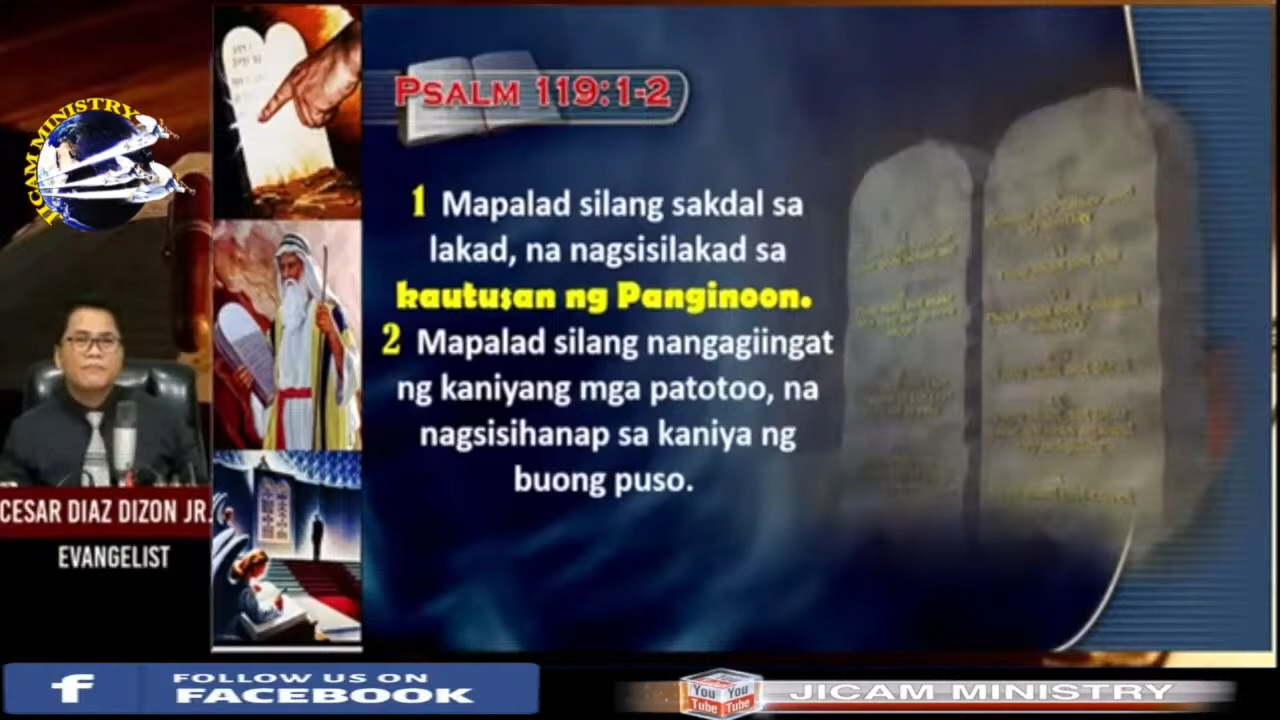 JICAM MINISTRY
PSALM 119:1-2
1 Mapalad silang sakdal sa
lakad, na nagsisilakad sa
kautusan ng Panginoon.
2 Mapalad silang nangagiingat
ng kaniyang mga patotoo, na
nagsisihanap sa kaniya ng
buong puso.
CESAR DIAZ DIZON JR.
EVANGELIST
f
FOLLOW US ON
FACEBOOK
You You
Tube Tube
JICAM MINISTRY